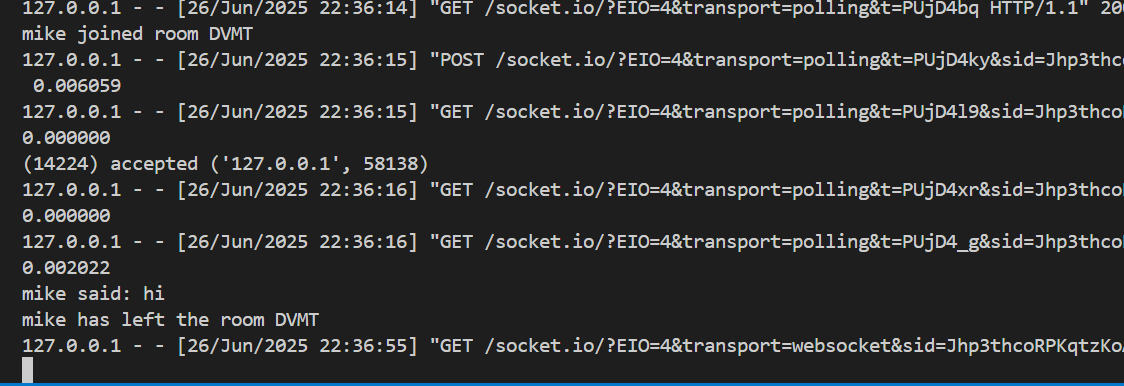 127.0.0.1 - - [26/Jun/2025 22:36:14] "GET /socket.io/?EIO=4&transport=polling&t=PUjD4bq HTTP/1.1" 200
mike joined room DVMT
127.0.0.1 - - [26/Jun/2025 22:36:15] "POST /socket.io/?EIO=4&transport=polling&t=PUjD4ky&sid=Jhp3thco
0.006059
127.0.0.1 - - [26/Jun/2025 22:36:15] "GET /socket.io/?EIO=4&transport=polling&t=PUjD4l9&sid=Jhp3thco
0.000000
(14224) accepted ('127.0.0.1', 58138)
127.0.0.1 - - [26/Jun/2025 22:36:16] "GET /socket.io/?EIO=4&transport=polling&t=PUjD4xr&sid=Jhp3thco
0.000000
127.0.0.1 - - [26/Jun/2025 22:36:16] "GET /socket.io/?EIO=4&transport=polling&t=PUjD4_g&sid=Jhp3thco
0.002022
mike said: hi
mike has left the room DVMT
127.0.0.1 - - [26/Jun/2025 22:36:55] "GET /socket.io/?EIO=4&transport=websocket&sid=Jhp3thcoRPKqtzKo